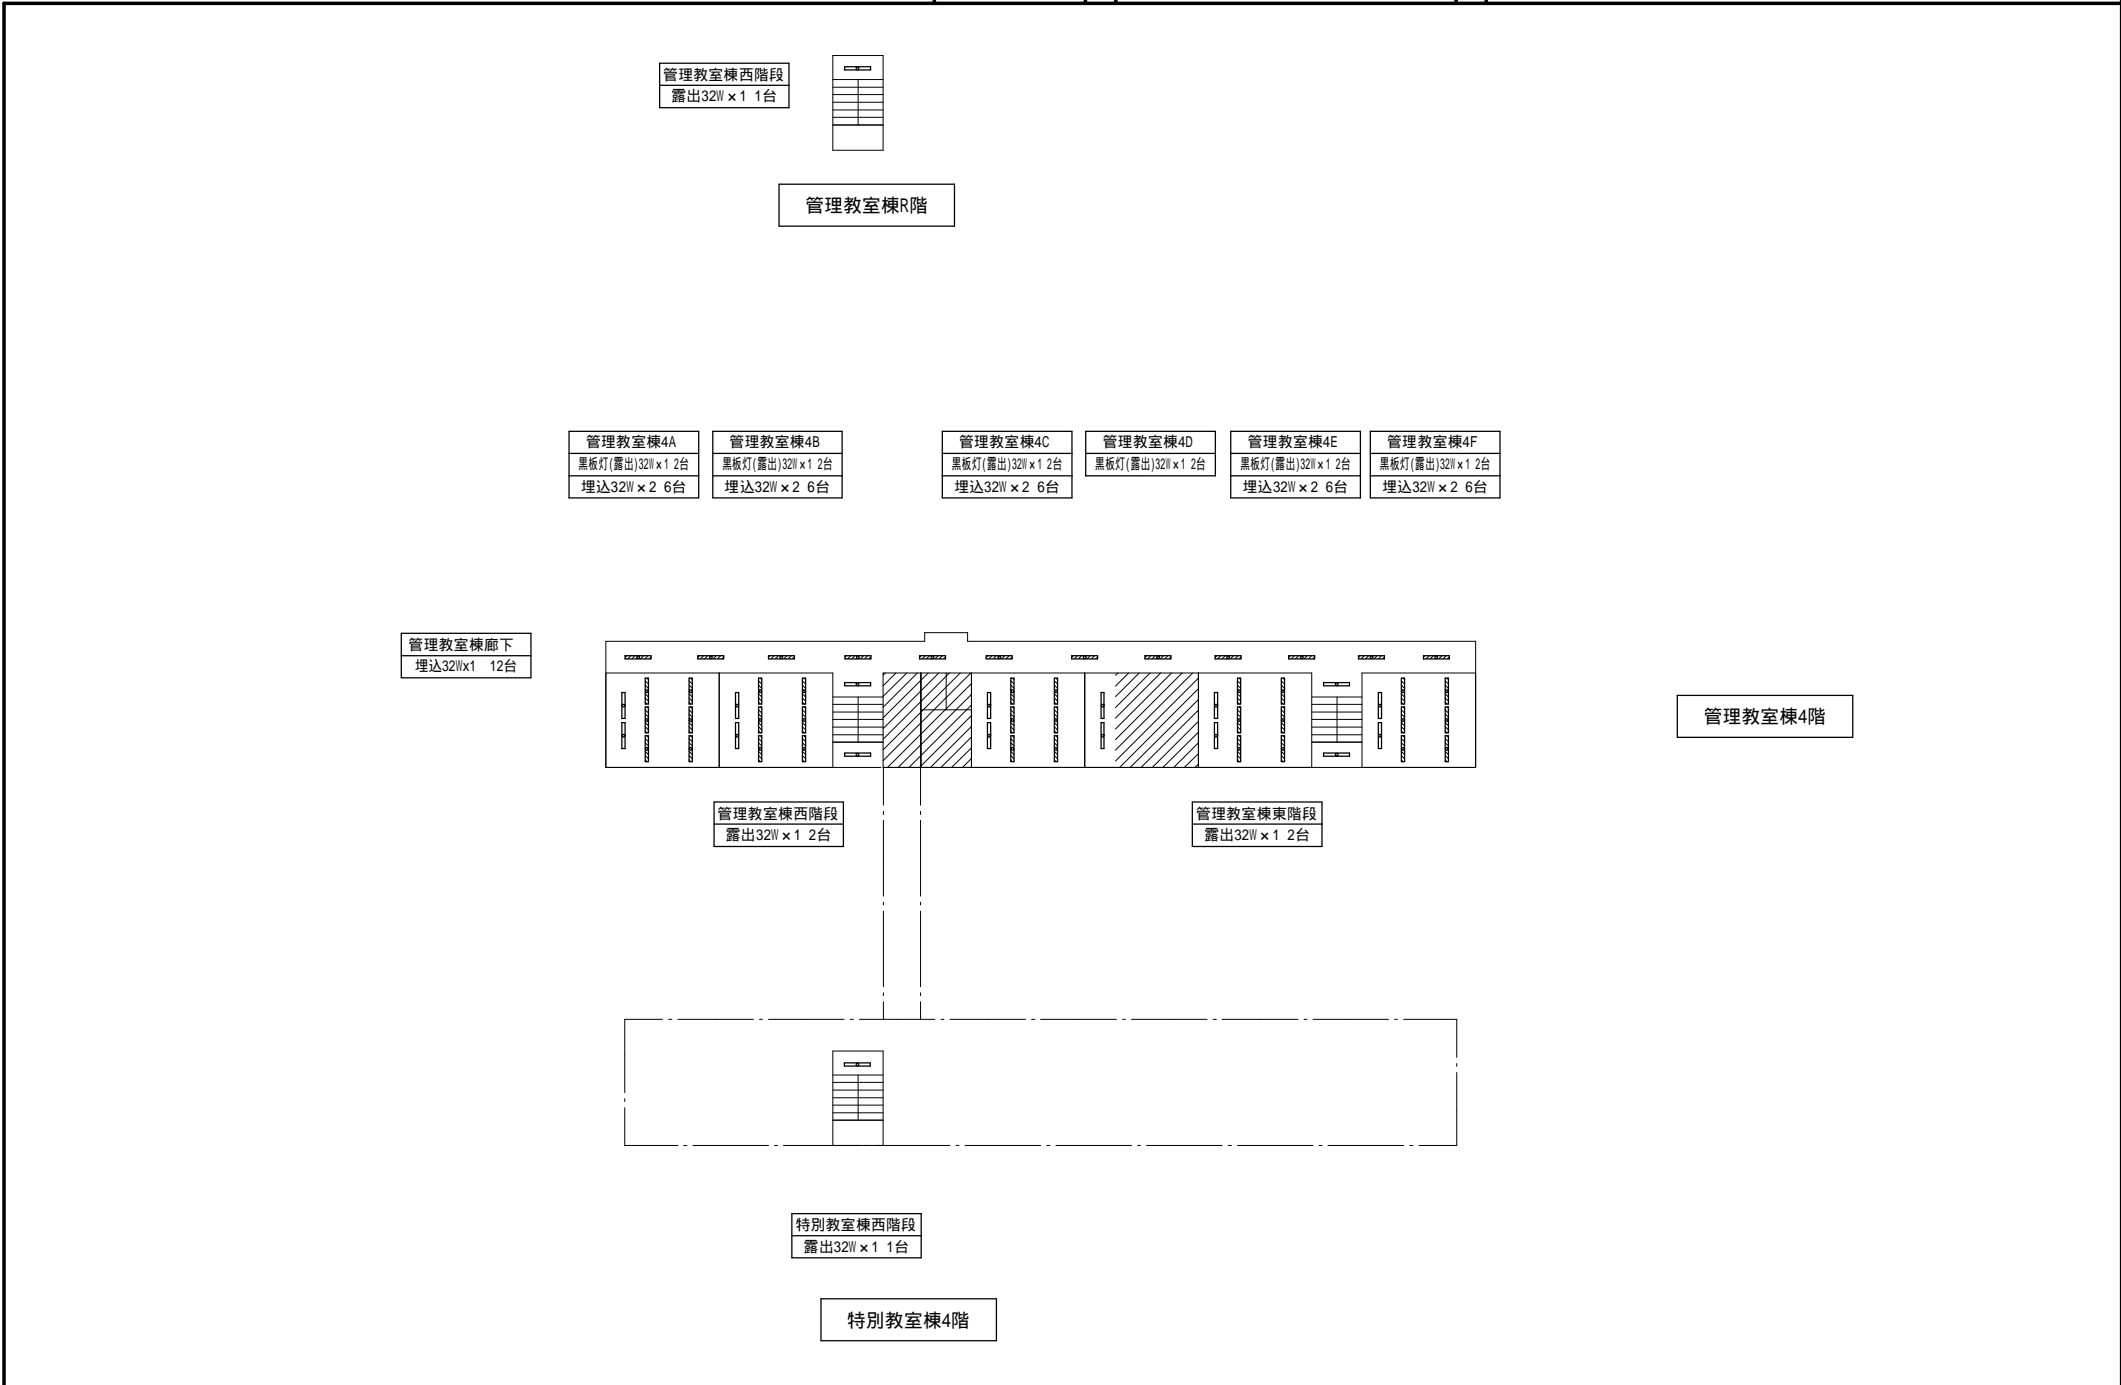 管理教室棟西階段
露出32W×1 1台
管理教室棟R階
管理教室棟4A
黒板灯(露出)32W×1 2台
埋込32W×2 6台
管理教室棟4B
黒板灯(露出)32W×1 2台
埋込32W×2 6台
管理教室棟4C
黒板灯(露出)32W×1 2台
埋込32W×2 6台
管理教室棟4D
黒板灯(露出)32W×1 2台
管理教室棟4E
黒板灯(露出)32W×1 2台
埋込32W×2 6台
管理教室棟4F
黒板灯(露出)32W×1 2台
埋込32W×2 6台
管理教室棟廊下
埋込32Wx1 12台
管理教室棟4階
管理教室棟西階段
露出32W×1 2台
管理教室棟東階段
露出32W×1 2台
特別教室棟西階段
露出32W×1 1台
特別教室棟4階